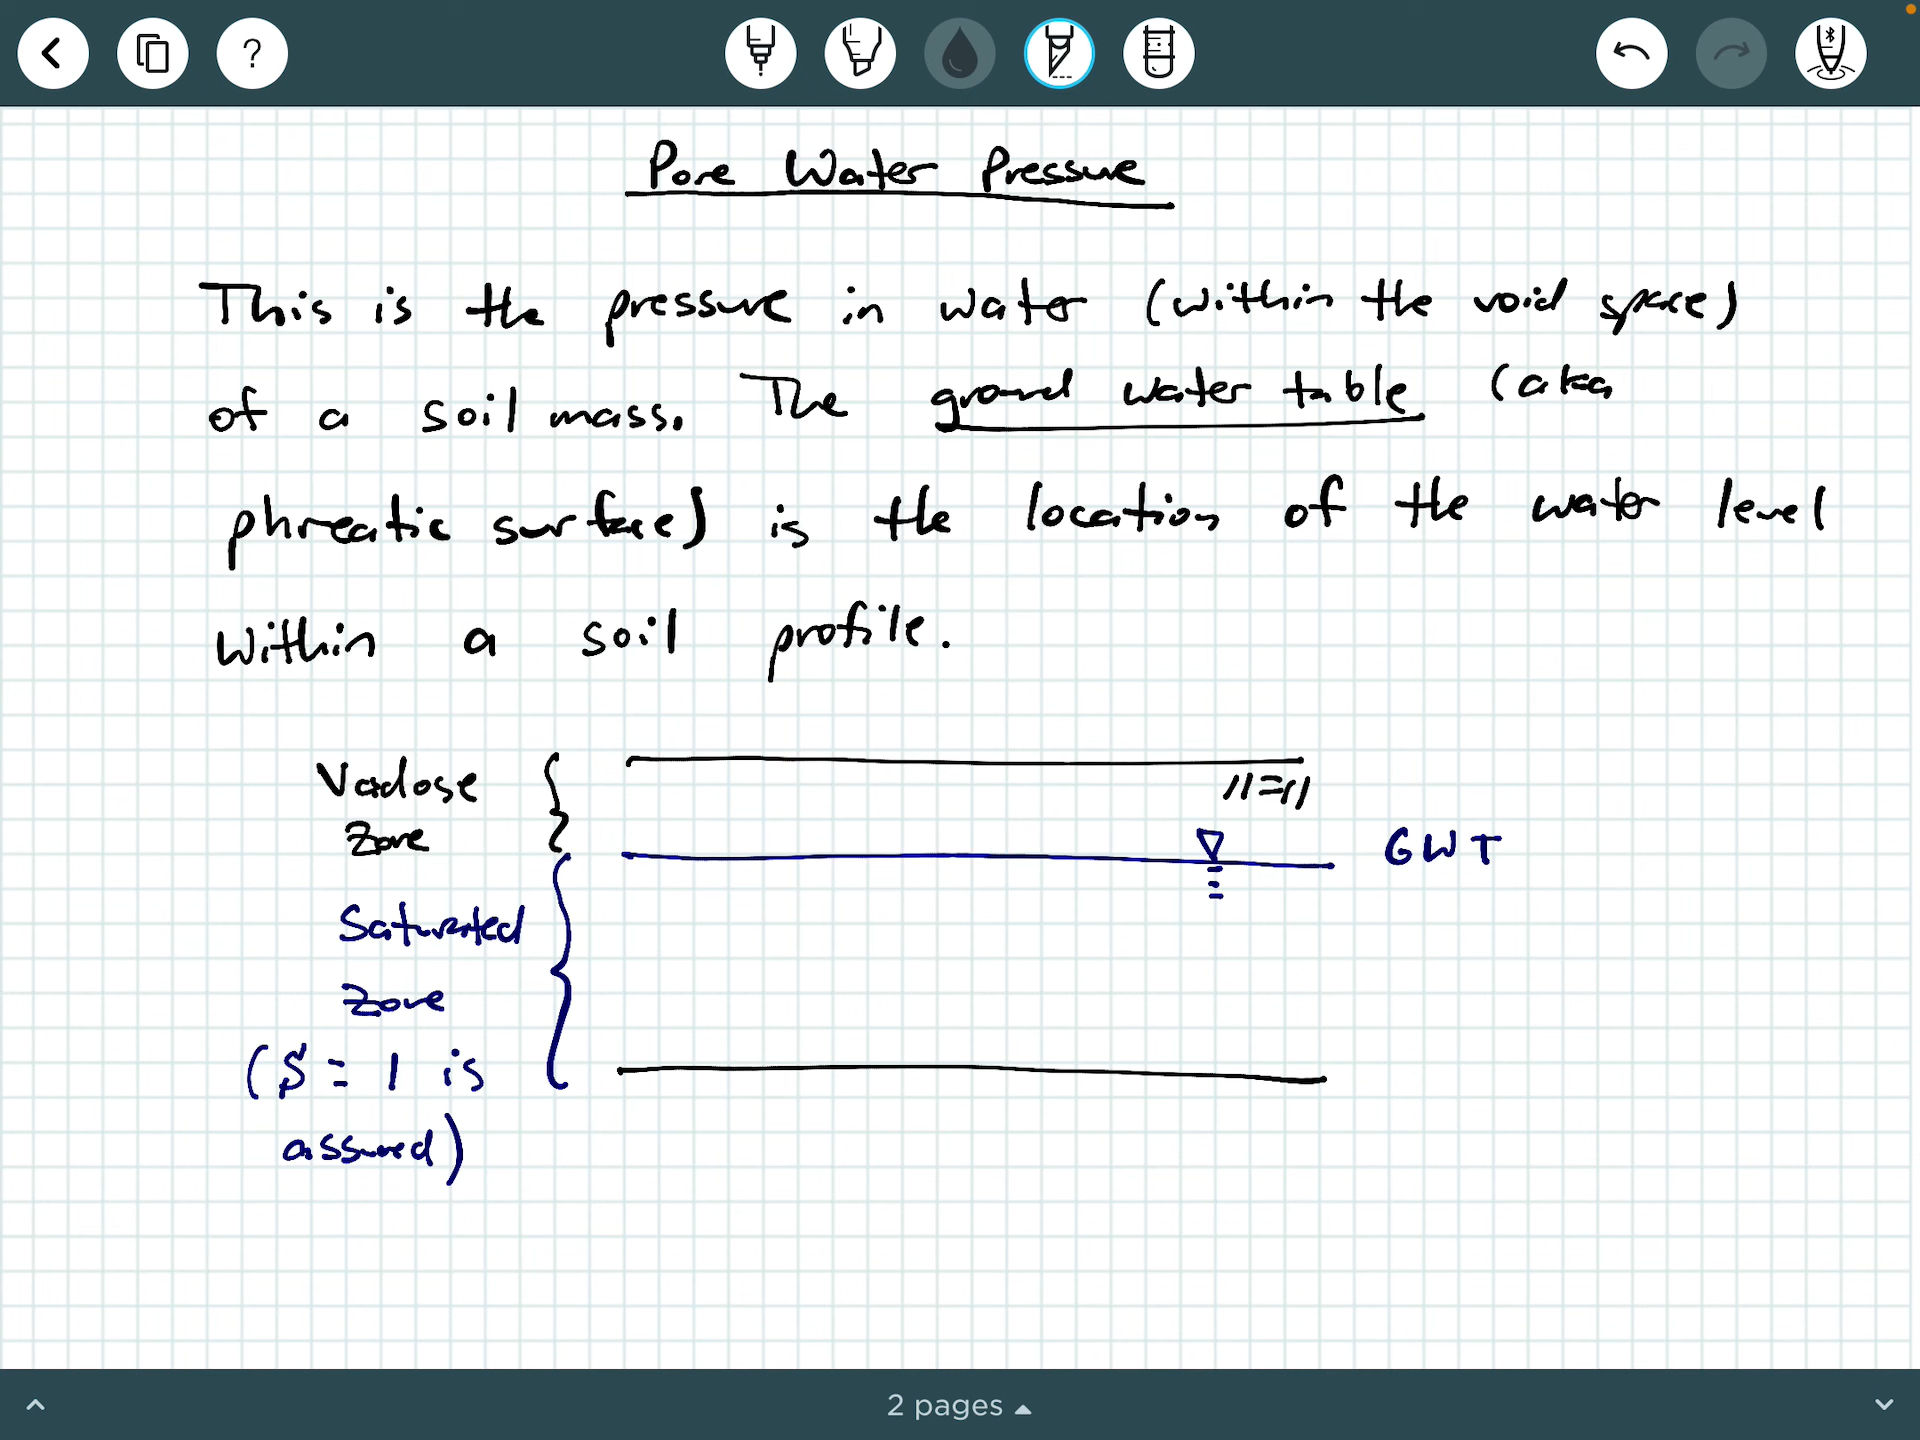 ?
Pore Water Pressure
This is the pressure in water (within the void space)
of a soil mass. The ground water table (aka
phreatic surface) is the location of the water level
within a soil profile.
Vadose
Zone
GWT
Saturated
Zone
(S = 1 is
assured)
2 pages